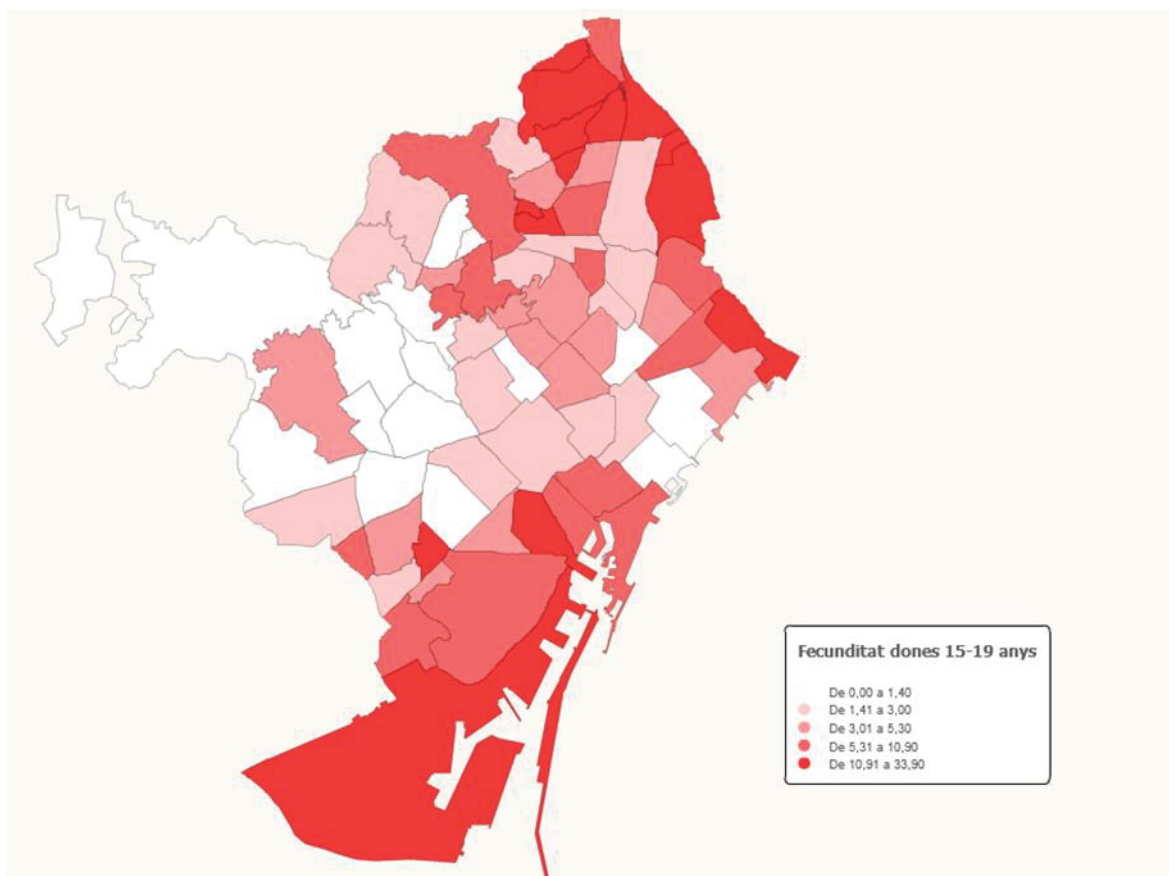 Fecunditat dones 15-19 anys
De 0,00 a 1,40
De 1,41 a 3,00
De 3,01 a 5,30
De 5,31 a 10,90
De 10,91 a 33,90